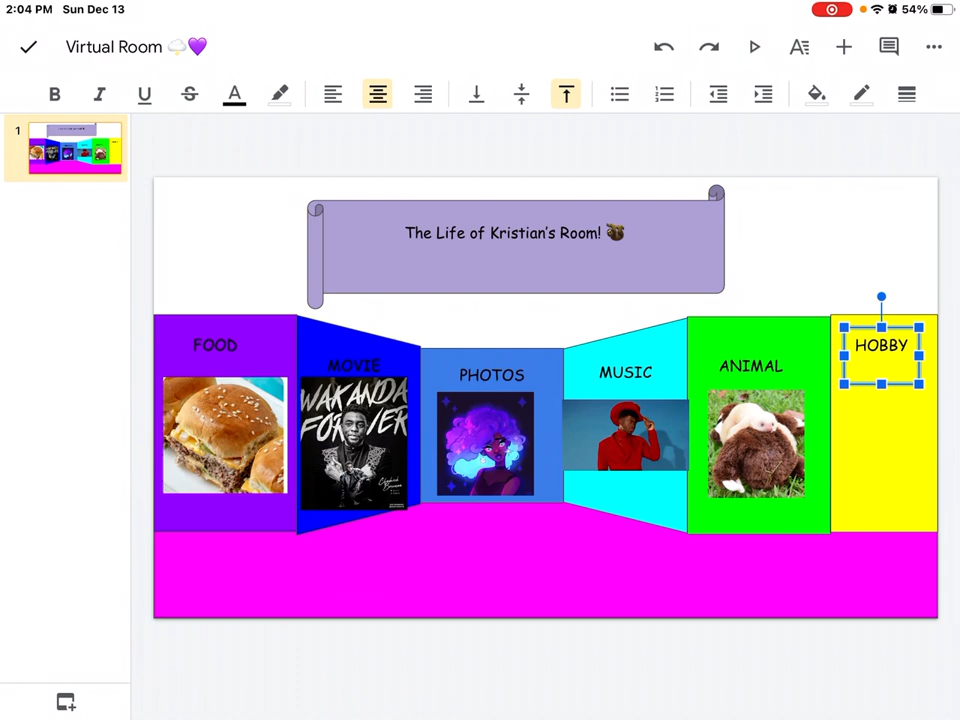 2:04 PM Sun Dec 13
54%
Virtual Room 🌩️💜
B I U S A
1
The Life of Kristian's Room! 🦥
FOOD
MOVIE
PHOTOS
MUSIC
ANIMAL
HOBBY
WAKANDA
FOREVER